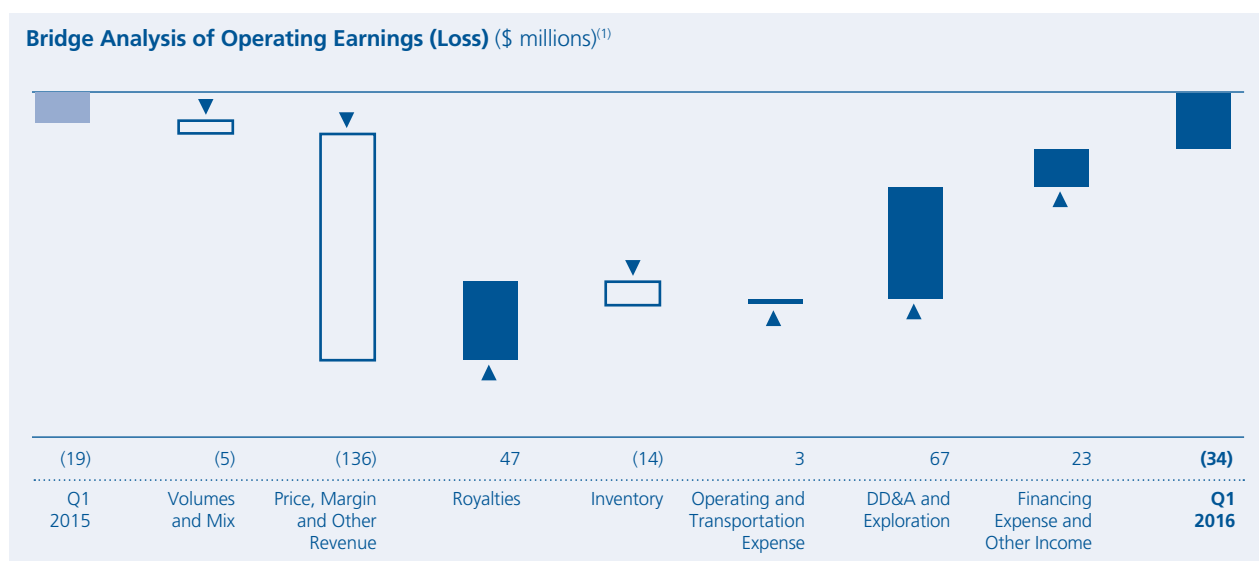 Bridge Analysis of Operating Earnings (Loss) ($ millions)(1)
(19) (5) (136) 47 (14) 3 67 23 (34)
Q1 Volumes Price, Margin Royalties Inventory Operating and DD&A and Financing Q1
2015 and Mix and Other Transportation Exploration Expense and 2016
Revenue Expense Other Income